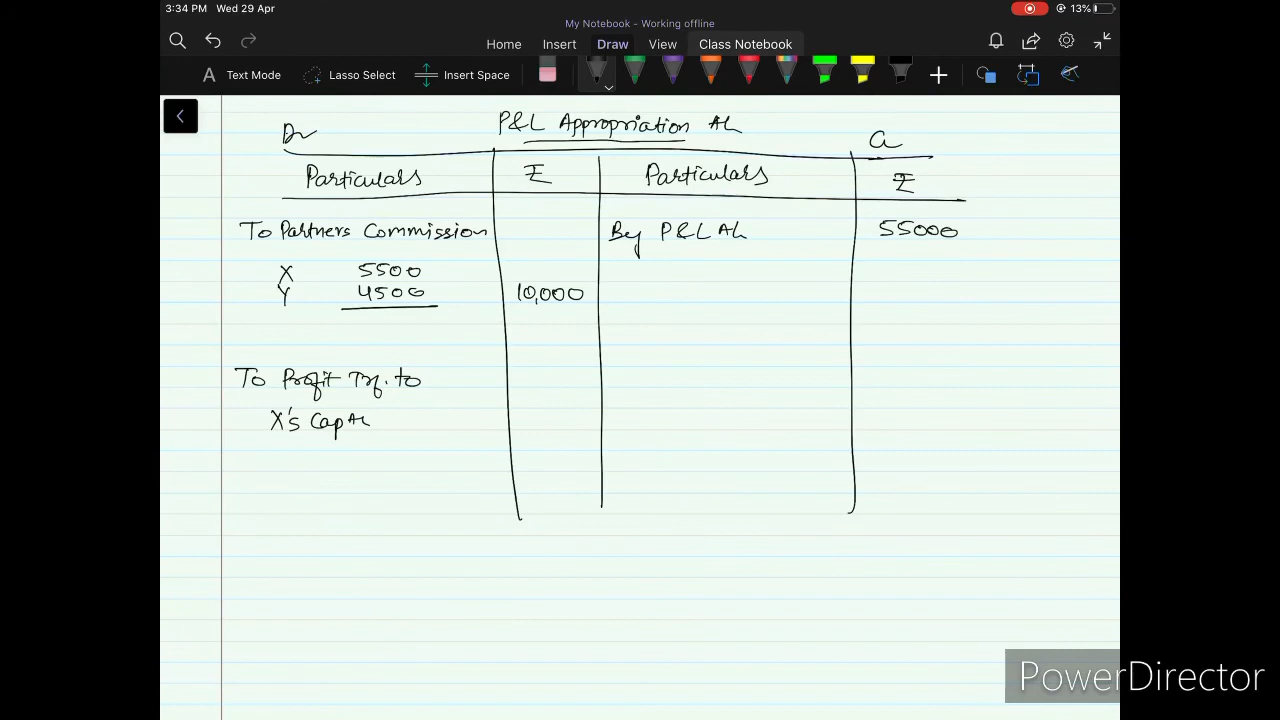 3:34 PM Wed 29 Apr
13%
My Notebook - Working offline
Home Insert Draw View Class Notebook
A Text Mode Lasso Select Insert Space
P&L Appropriation A/c
Dr
Cr
Particulars ₹ Particulars ₹
To Partners Commission By P&L A/c 55000
X 5500
Y 4500 10,000
To Profit Trf. to
X's Cap A/c
PowerDirector